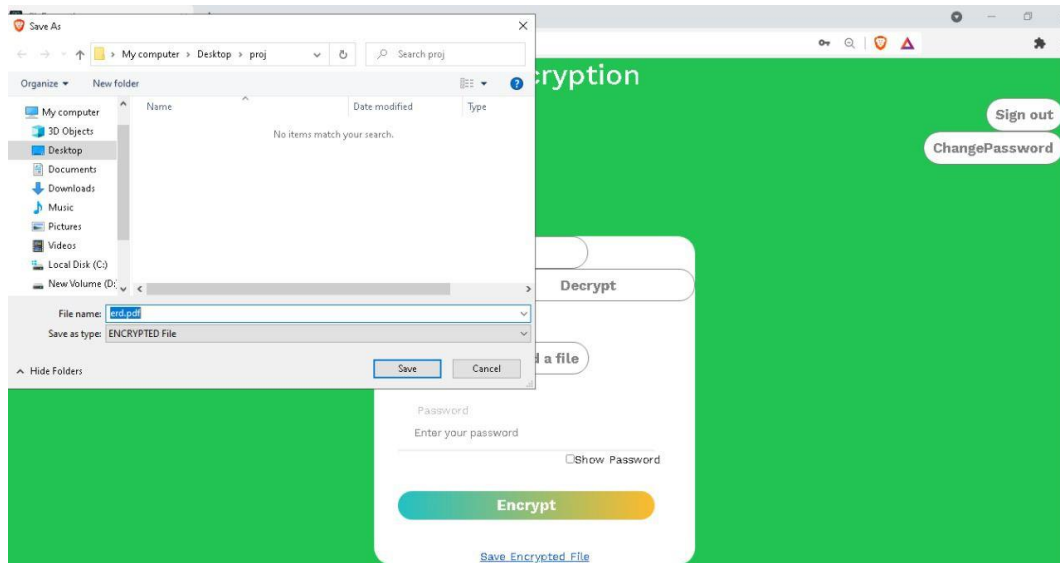 Save As
My computer > Desktop > proj
Search proj
Organize
New folder
Name
Date modified
Type
No items match your search.
My computer
3D Objects
Desktop
Documents
Downloads
Music
Pictures
Videos
Local Disk (C:)
New Volume (D:
File name: erd.pdf
Save as type: ENCRYPTED File
Hide Folders
Save
Cancel
cryption
Sign out
ChangePassword
Decrypt
a file
Password
Enter your password
Show Password
Encrypt
Save Encrypted File